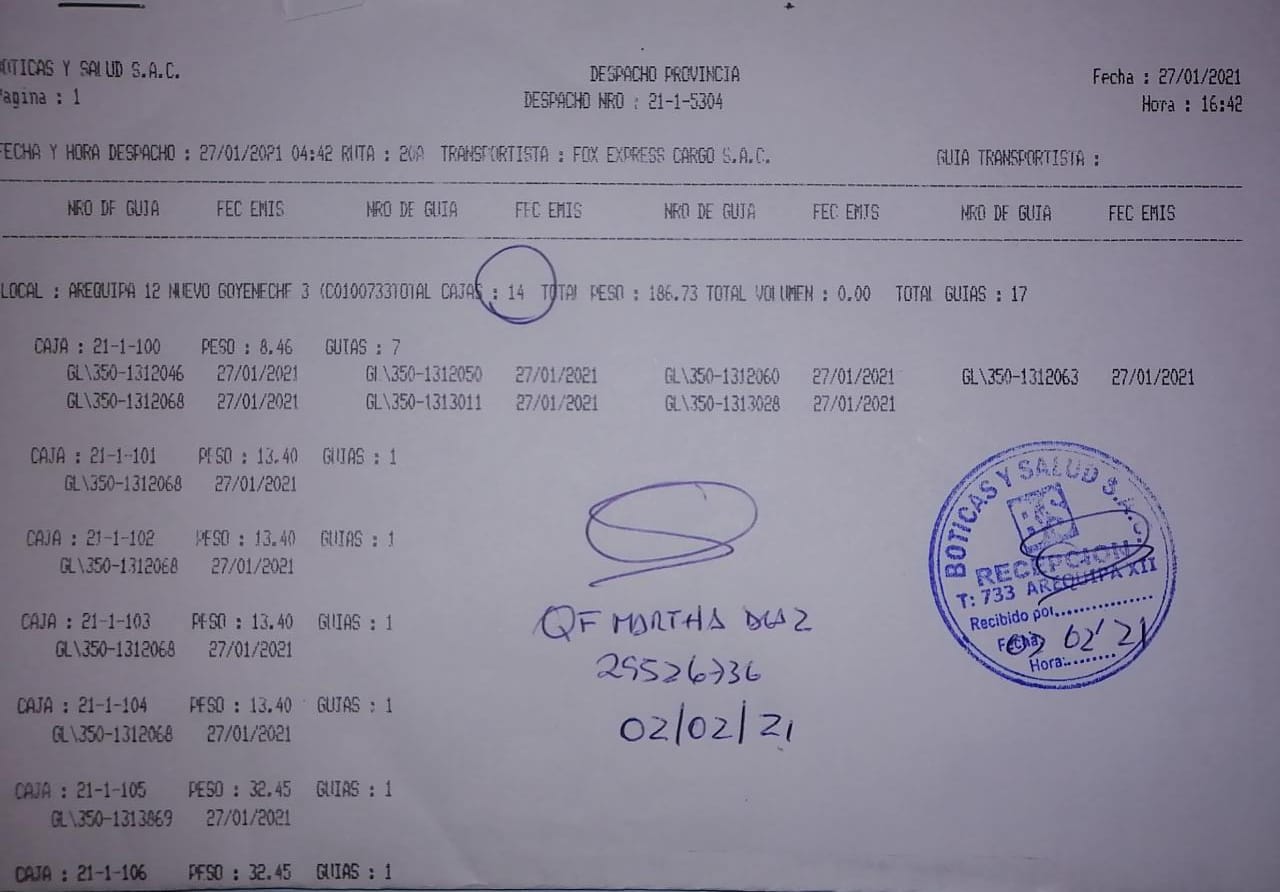 BOTICAS Y SALUD S.A.C.
DESPACHO PROVINCIA
Fecha : 27/01/2021
Pagina : 1
DESPACHO NRO : 21-1-5304
Hora : 16:42
FECHA Y HORA DESPACHO : 27/01/2021 04:42 RUTA : 20A TRANSPORTISTA : FOX EXPRESS CARGO S.A.C. GUIA TRANSPORTISTA :
NRO DE GUIA FEC EMIS NRO DE GUIA FEC EMIS NRO DE GUIA FEC EMIS NRO DE GUIA FEC EMIS
LOCAL : AREQUIPA 12 NUEVO GOYENECHE 3 (C0100733TOTAL CAJAS : 14 TOTAL PESO : 186.73 TOTAL VOLUMEN : 0.00 TOTAL GUIAS : 17
CAJA : 21-1-100 PESO : 8.46 GUIAS : 7
GL\350-1312046 27/01/2021 GL\350-1312050 27/01/2021 GL\350-1312060 27/01/2021 GL\350-1312063 27/01/2021
GL\350-1312068 27/01/2021 GL\350-1313011 27/01/2021 GL\350-1313028 27/01/2021
CAJA : 21-1-101 PESO : 13.40 GUIAS : 1
GL\350-1312068 27/01/2021
CAJA : 21-1-102 PESO : 13.40 GUIAS : 1
GL\350-1312068 27/01/2021
CAJA : 21-1-103 PESO : 13.40 GUIAS : 1
GL\350-1312068 27/01/2021
CAJA : 21-1-104 PESO : 13.40 GUIAS : 1
GL\350-1312068 27/01/2021
CAJA : 21-1-105 PESO : 32.45 GUIAS : 1
GL\350-1313869 27/01/2021
CAJA : 21-1-106 PESO : 32.45 GUIAS : 1
QF MARTHA DIAZ
29526736
02/02/21
BOTICAS Y SALUD S.A.C.
RECEPCION
T: 733 AREQUIPA XII
Recibido por..............
Fecha: 02 02 21
Hora:........